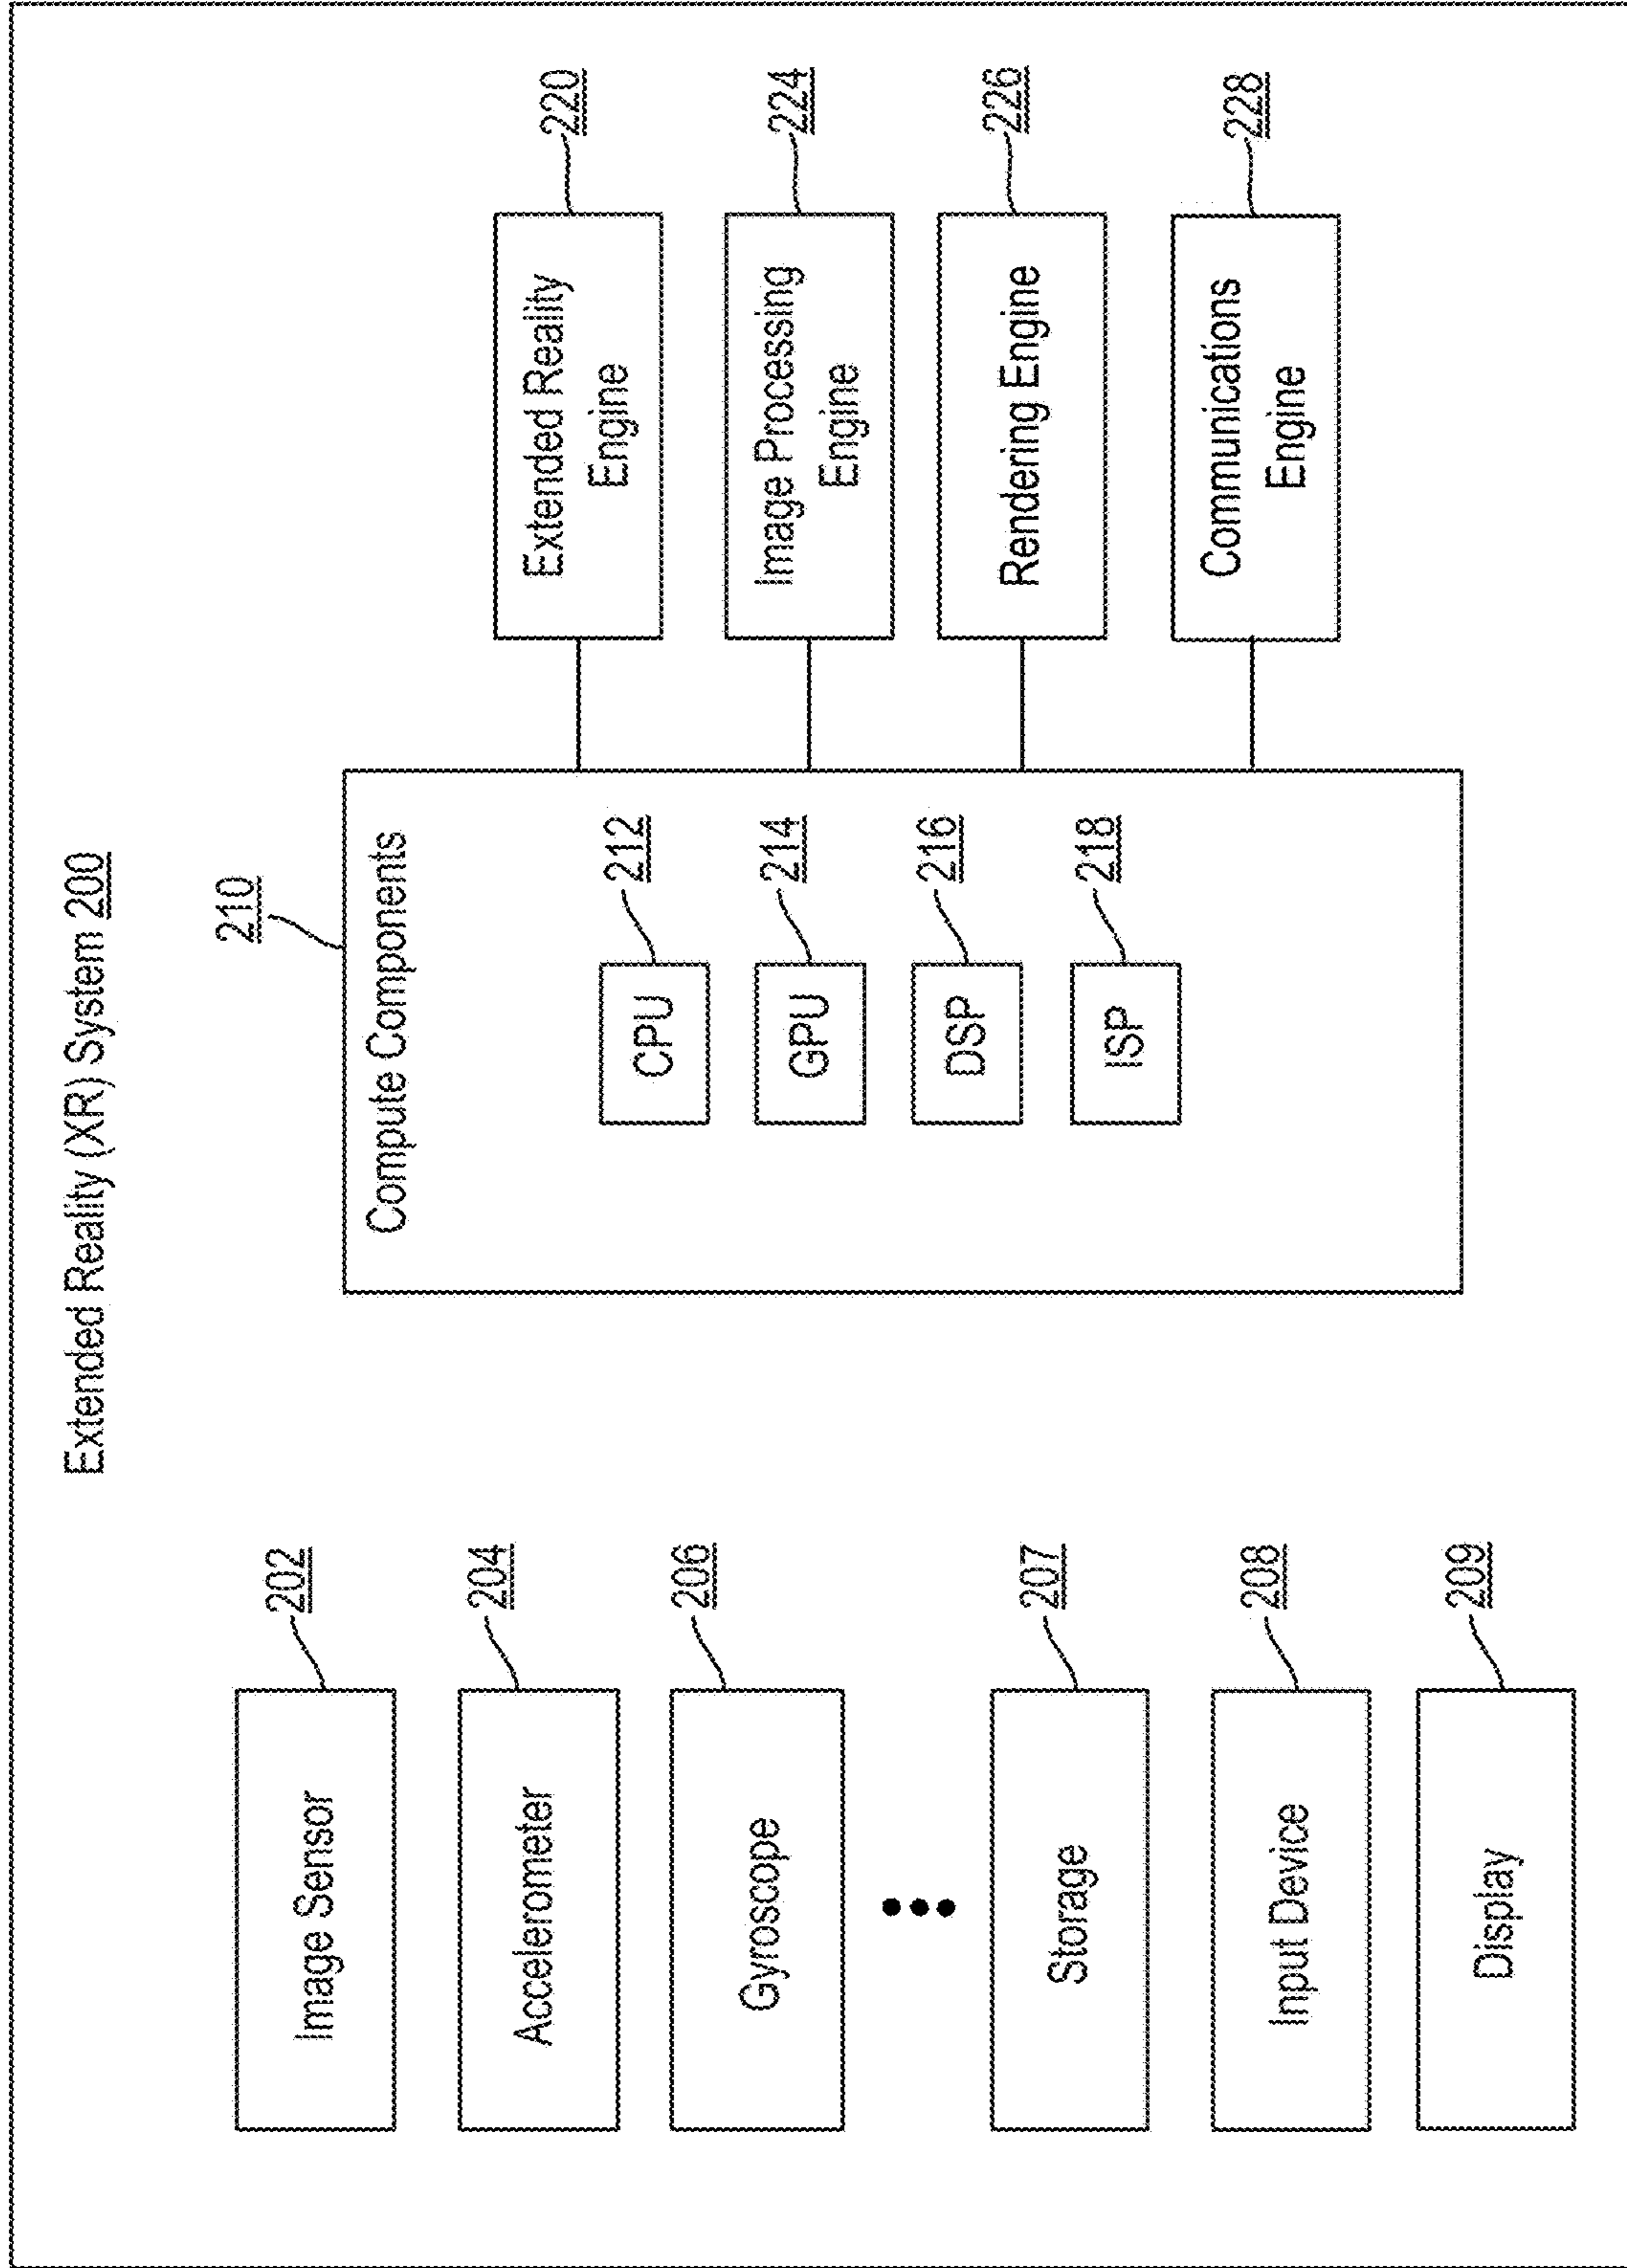 Extended Reality (XR) System 200
Image Sensor
202
Accelerometer
204
Gyroscope
206
Storage
207
Input Device
208
Display
209
210
Compute Components
CPU
212
GPU
214
DSP
216
ISP
218
Extended Reality
Engine
220
Image Processing
Engine
224
Rendering Engine
226
Communications
Engine
228